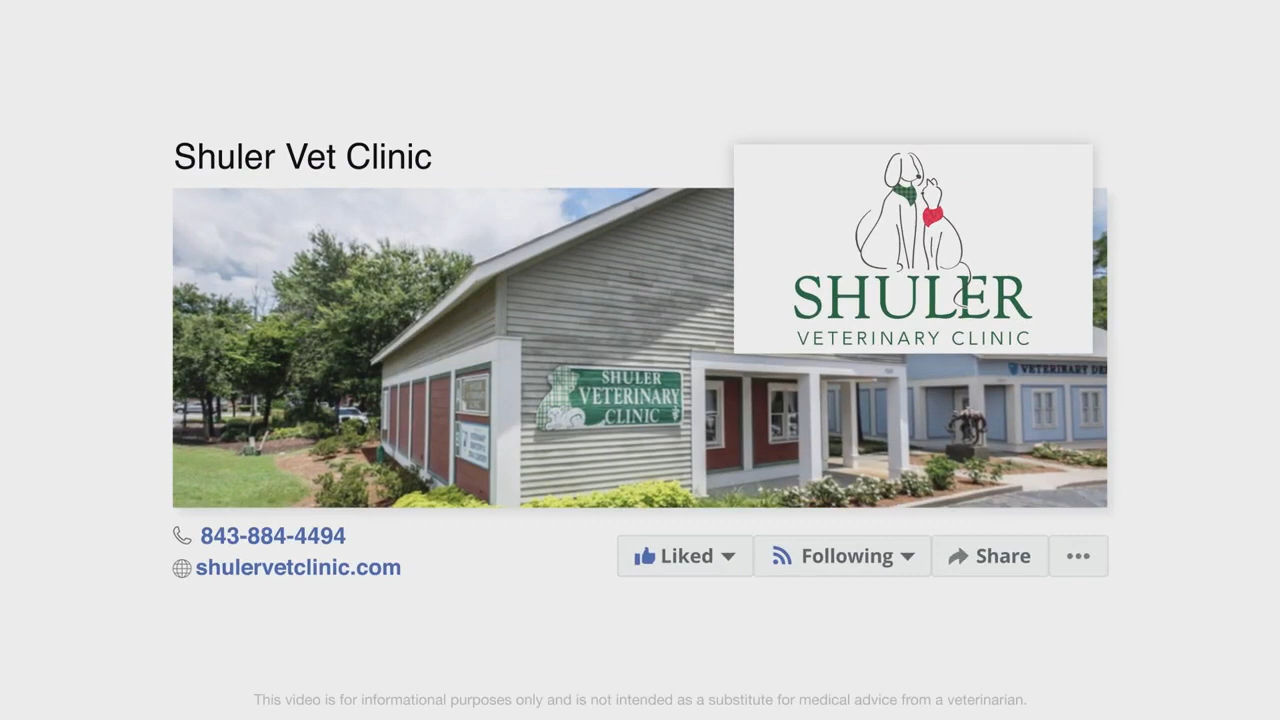 Shuler Vet Clinic
SHULER
VETERINARY CLINIC
SHULER
VETERINARY
CLINIC
VETERINARY
843-884-4494
shulervetclinic.com
Liked
Following
Share
This video is for informational purposes only and is not intended as a substitute for medical advice from a veterinarian.